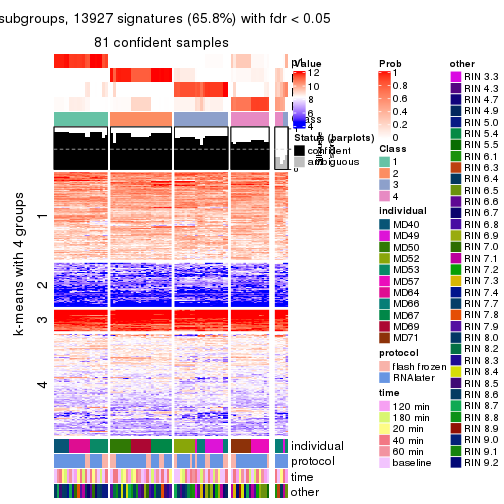 subgroups, 13927 signatures (65.8%) with fdr < 0.05
81 confident samples
k-means with 4 groups
1
2
3
4
individual
protocol
time
other
Value
12
10
8
6
4
Status (barplots)
confident
ambiguous
Prob
1
0.8
0.6
0.4
0.2
0
Class
1
2
3
4
individual
MD40
MD49
MD50
MD52
MD53
MD57
MD64
MD66
MD67
MD69
MD71
protocol
flash frozen
RNAlater
time
120 min
180 min
20 min
40 min
60 min
baseline
other
RIN 3.3
RIN 4.3
RIN 4.7
RIN 4.9
RIN 5.0
RIN 5.4
RIN 5.5
RIN 6.1
RIN 6.3
RIN 6.4
RIN 6.5
RIN 6.6
RIN 6.7
RIN 6.8
RIN 6.9
RIN 7.0
RIN 7.1
RIN 7.2
RIN 7.3
RIN 7.4
RIN 7.7
RIN 7.8
RIN 7.9
RIN 8.0
RIN 8.2
RIN 8.3
RIN 8.4
RIN 8.5
RIN 8.6
RIN 8.7
RIN 8.8
RIN 8.9
RIN 9.0
RIN 9.1
RIN 9.2